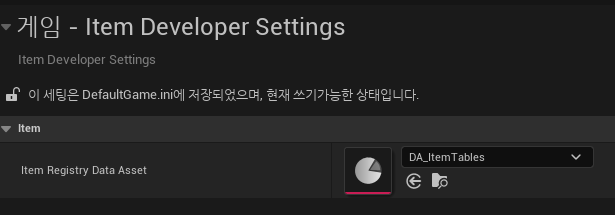 게임 - Item Developer Settings
Item Developer Settings
이 세팅은 DefaultGame.ini에 저장되었으며, 현재 쓰기가능한 상태입니다.
Item
Item Registry Data Asset
DA_ItemTables